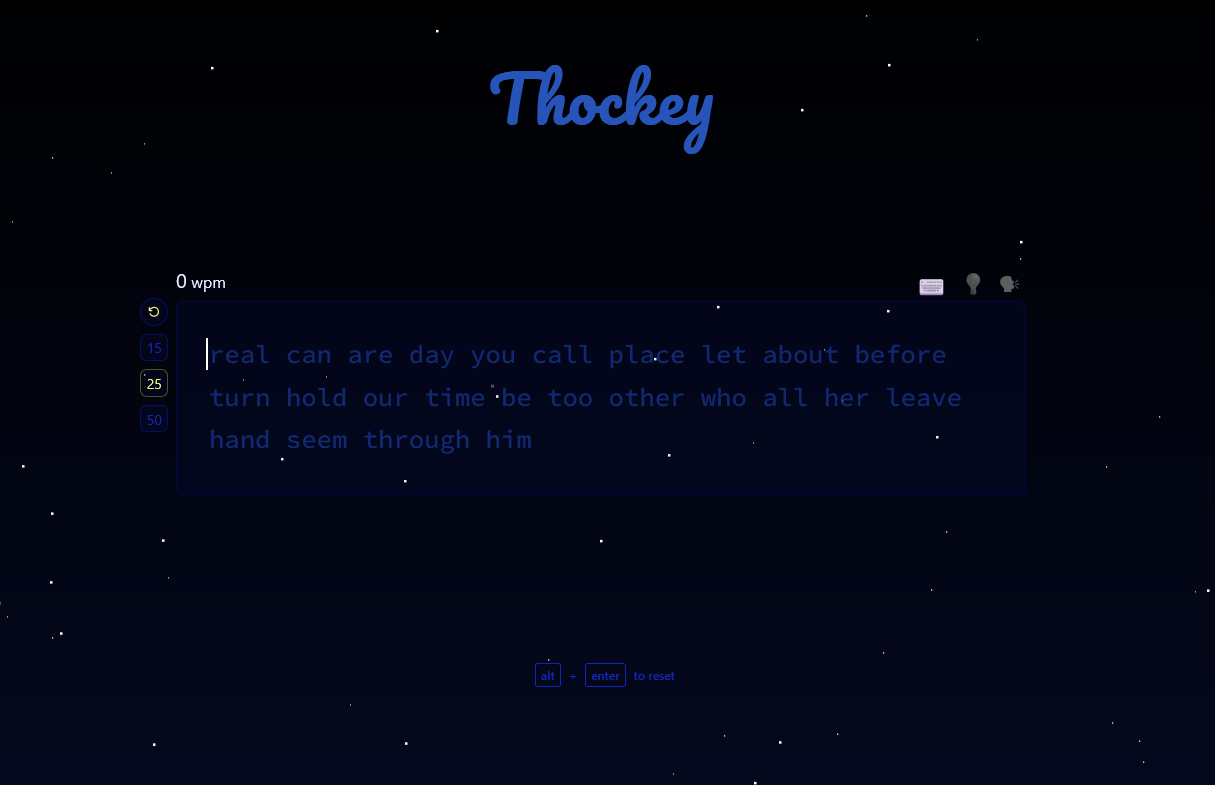 Thockey
0 wpm
15
25
50
real can are day you call place let about before
turn hold our time be too other who all her leave
hand seem through him
alt + enter to reset